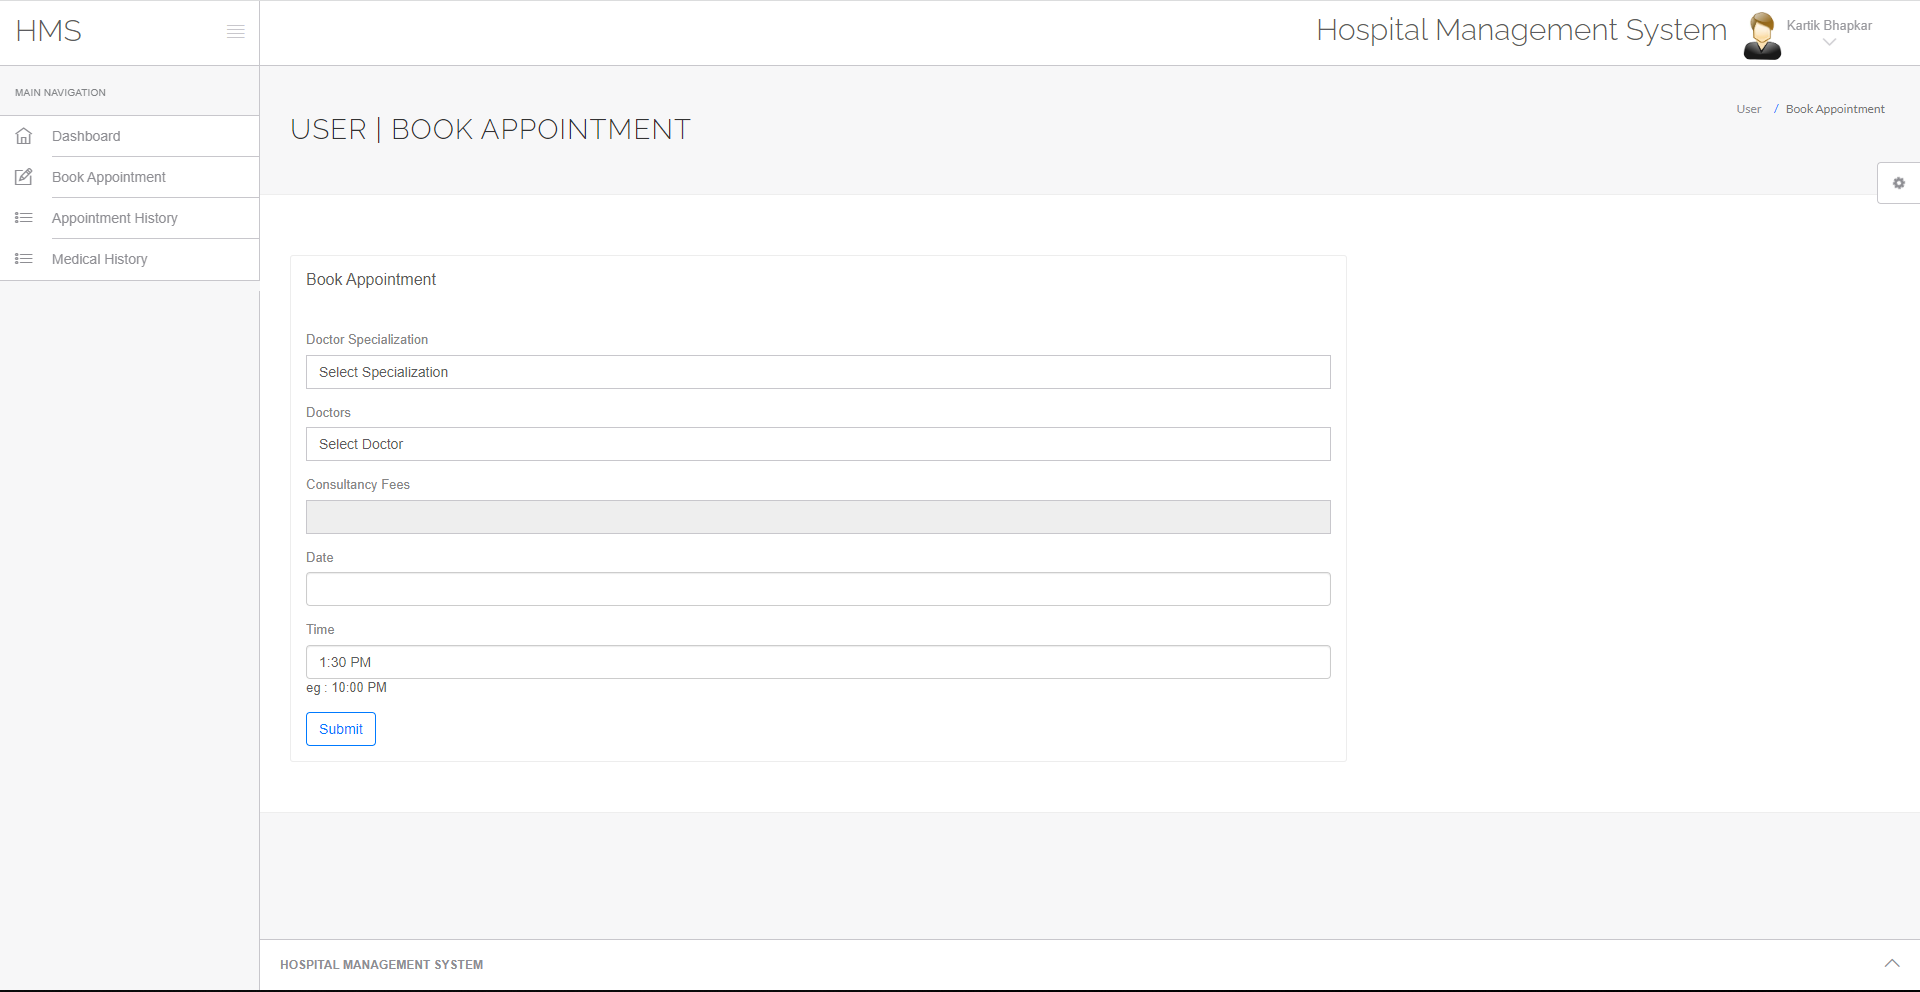 HMS
Hospital Management System
Kartik Bhapkar
MAIN NAVIGATION
Dashboard
Book Appointment
Appointment History
Medical History
USER | BOOK APPOINTMENT
User / Book Appointment
Book Appointment
Doctor Specialization
Select Specialization
Doctors
Select Doctor
Consultancy Fees
Date
Time
1:30 PM
eg : 10:00 PM
Submit
HOSPITAL MANAGEMENT SYSTEM